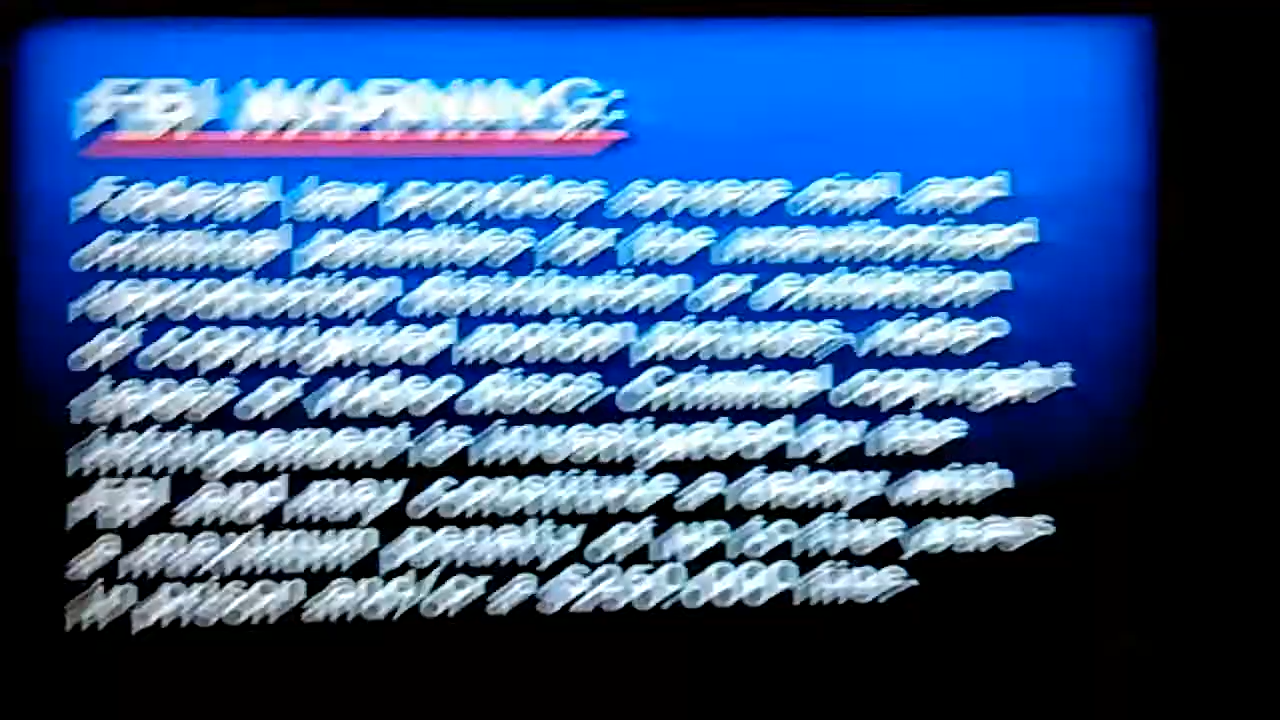 FBI WARNING:
Federal law provides severe civil and
criminal penalties for the unauthorized
reproduction distribution or exhibition
of copyrighted motion pictures, video
tapes or video discs. Criminal copyright
infringement is investigated by the
FBI and may constitute a felony with
a maximum penalty of up to five years
in prison and/or a $250,000 fine.